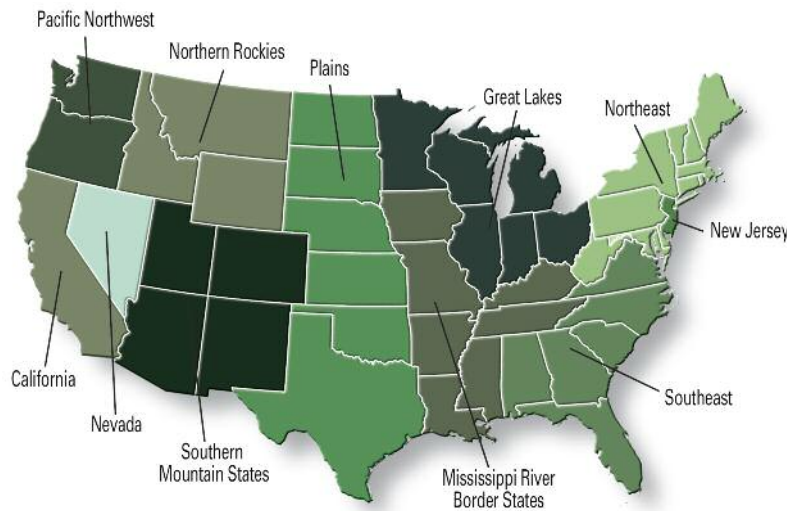 Pacific Northwest
Northern Rockies
Plains
Great Lakes
Northeast
New Jersey
California
Nevada
Southern
Mountain States
Mississippi River
Border States
Southeast